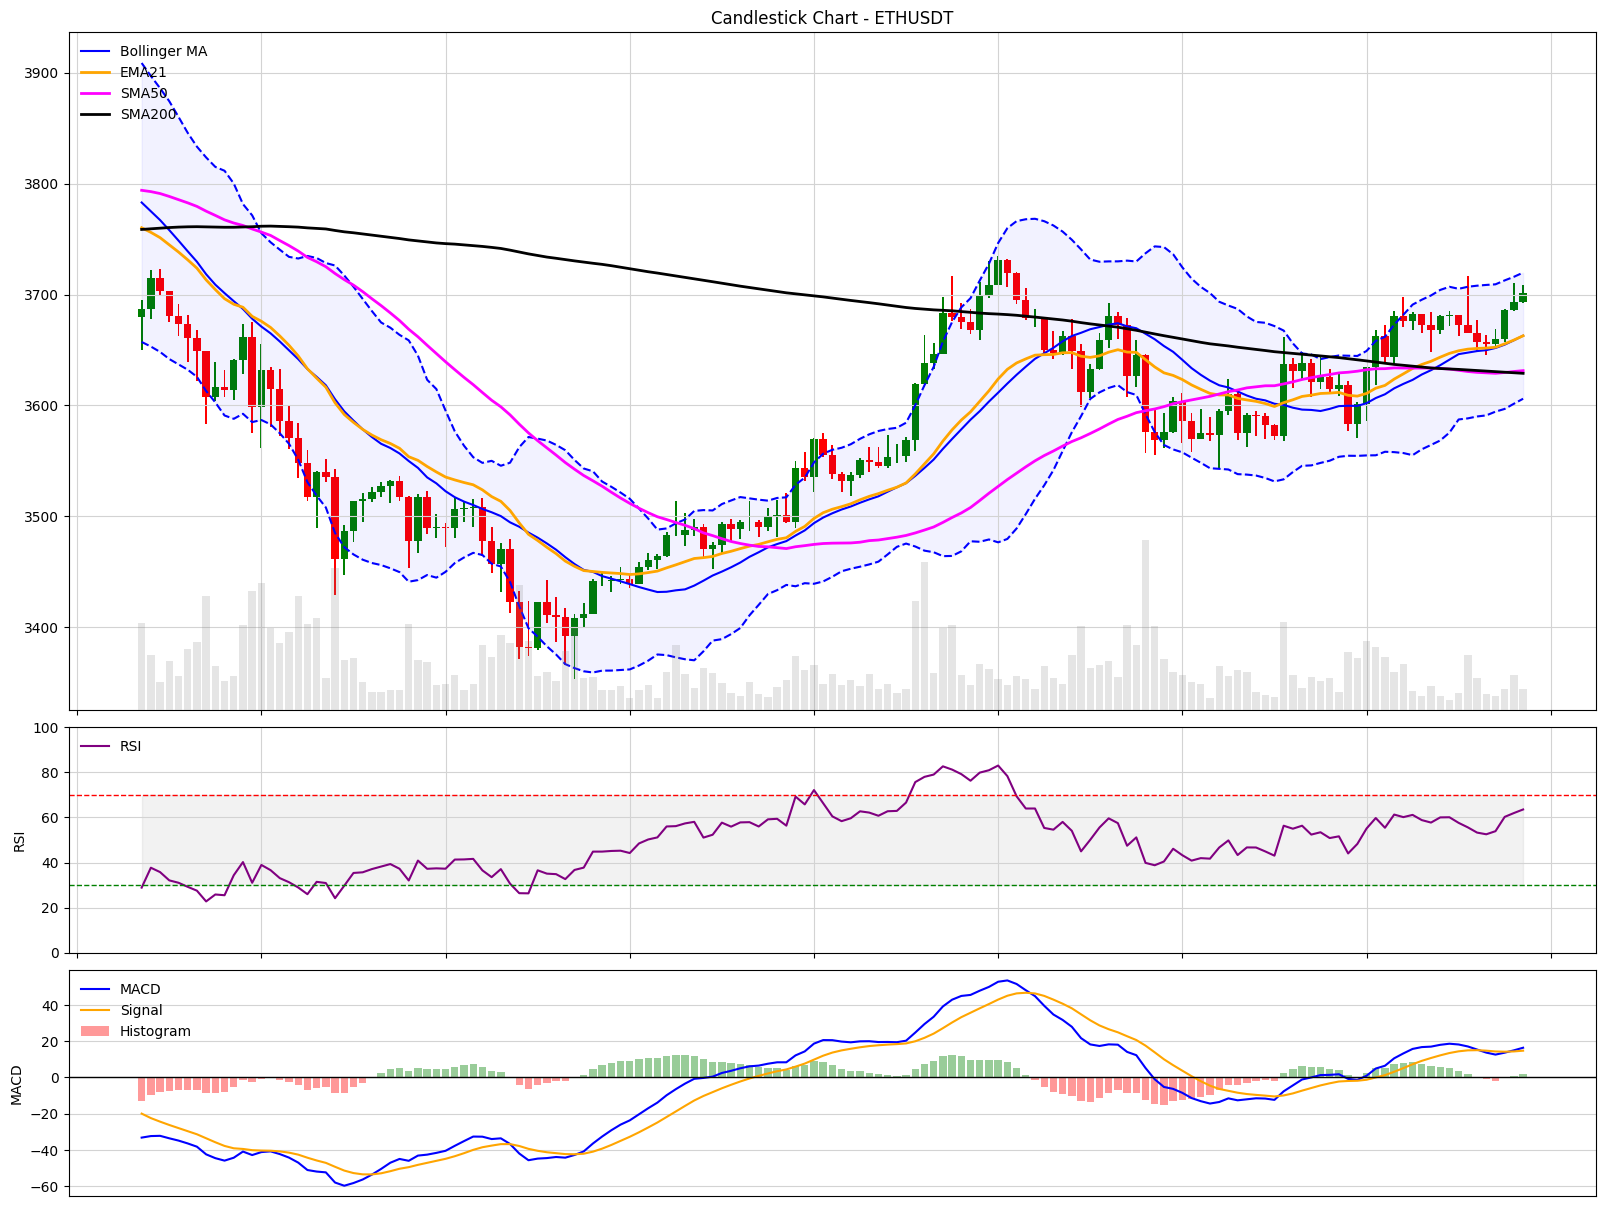 Candlestick Chart - ETHUSDT
Bollinger MA
EMA21
SMA50
SMA200
3900
3800
3700
3600
3500
3400
RSI
100
80
60
40
20
0
RSI
MACD
Signal
Histogram
40
20
0
−20
−40
−60
MACD